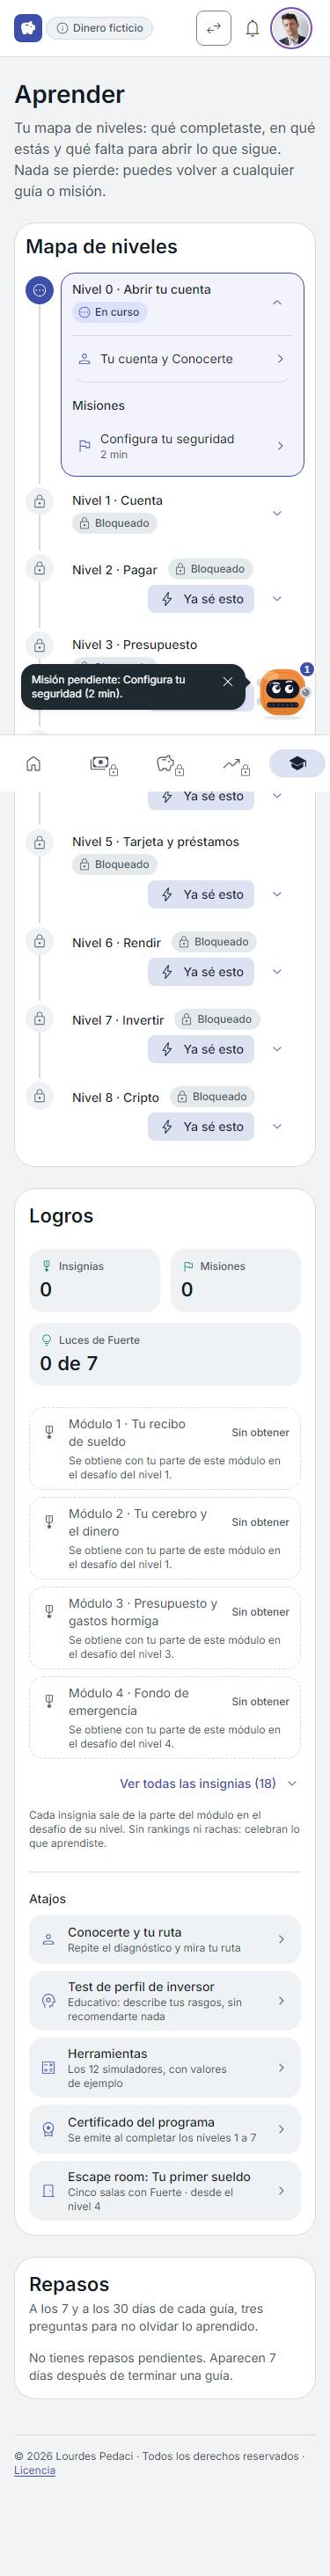 Dinero ficticio
Aprender
Tu mapa de niveles: qué completaste, en qué
estás y qué falta para abrir lo que sigue.
Nada se pierde: puedes volver a cualquier
guía o misión.
Mapa de niveles
Nivel 0 · Abrir tu cuenta
En curso
Tu cuenta y Conocerte
Misiones
Configura tu seguridad
2 min
Nivel 1 · Cuenta
Bloqueado
Nivel 2 · Pagar
Bloqueado
Ya sé esto
Nivel 3 · Presupuesto
1
Misión pendiente: Configura tu
seguridad (2 min).
Ya sé esto
Nivel 5 · Tarjeta y préstamos
Bloqueado
Ya sé esto
Nivel 6 · Rendir
Bloqueado
Ya sé esto
Nivel 7 · Invertir
Bloqueado
Ya sé esto
Nivel 8 · Cripto
Bloqueado
Ya sé esto
Logros
Insignias
0
Misiones
0
Luces de Fuerte
0 de 7
Módulo 1 · Tu recibo
de sueldo
Sin obtener
Se obtiene con tu parte de este módulo en
el desafío del nivel 1.
Módulo 2 · Tu cerebro y
el dinero
Sin obtener
Se obtiene con tu parte de este módulo en
el desafío del nivel 1.
Módulo 3 · Presupuesto y
gastos hormiga
Sin obtener
Se obtiene con tu parte de este módulo en
el desafío del nivel 3.
Módulo 4 · Fondo de
emergencia
Sin obtener
Se obtiene con tu parte de este módulo en
el desafío del nivel 4.
Ver todas las insignias (18)
Cada insignia sale de la parte del módulo en el
desafío de su nivel. Sin rankings ni rachas: celebran lo
que aprendiste.
Atajos
Conocerte y tu ruta
Repite el diagnóstico y mira tu ruta
Test de perfil de inversor
Educativo: describe tus rasgos, sin
recomendarte nada
Herramientas
Los 12 simuladores, con valores
de ejemplo
Certificado del programa
Se emite al completar los niveles 1 a 7
Escape room: Tu primer sueldo
Cinco salas con Fuerte · desde el
nivel 4
Repasos
A los 7 y a los 30 días de cada guía, tres
preguntas para no olvidar lo aprendido.
No tienes repasos pendientes. Aparecen 7
días después de terminar una guía.
© 2026 Lourdes Pedaci · Todos los derechos reservados ·
Licencia